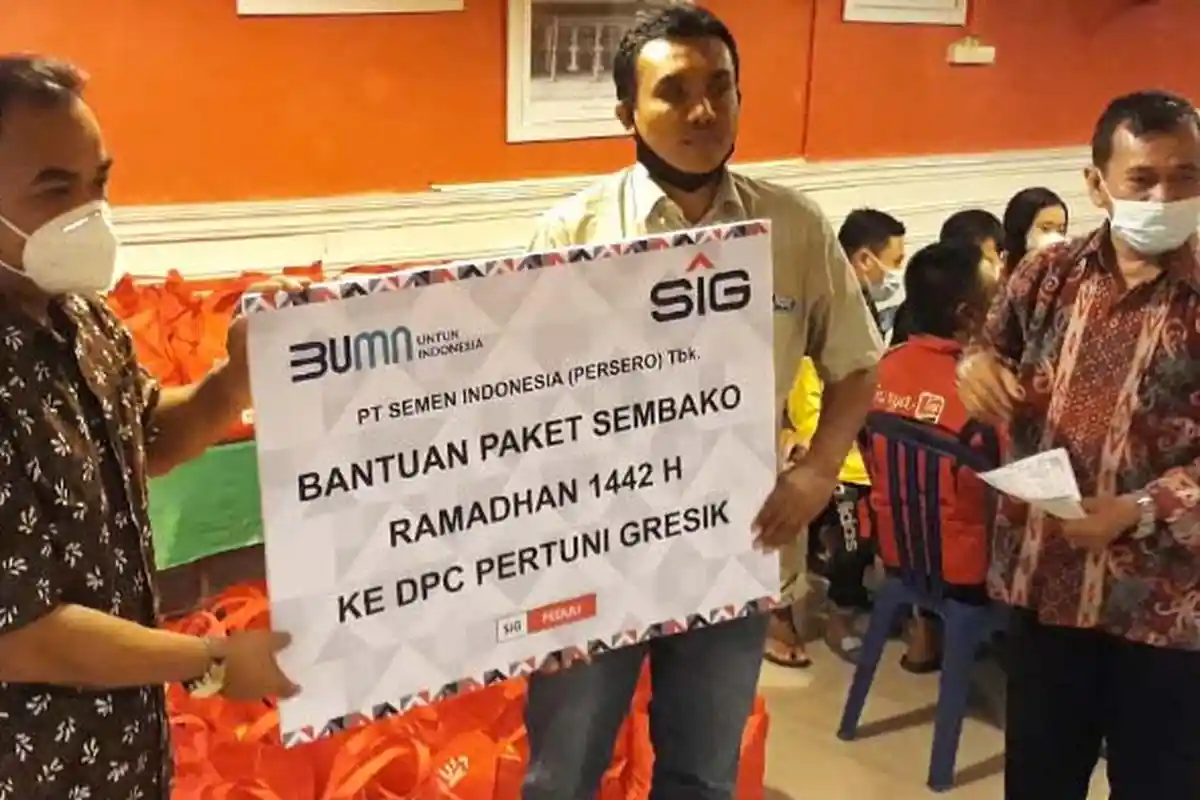 BUMN
UNTUK
INDONESIA
SIG
PT SEMEN INDONESIA (PERSERO) Tbk.
BANTUAN PAKET SEMBAKO
RAMADHAN 1442 H
KE DPC PERTUNI GRESIK
SIG PEDULI
adidas